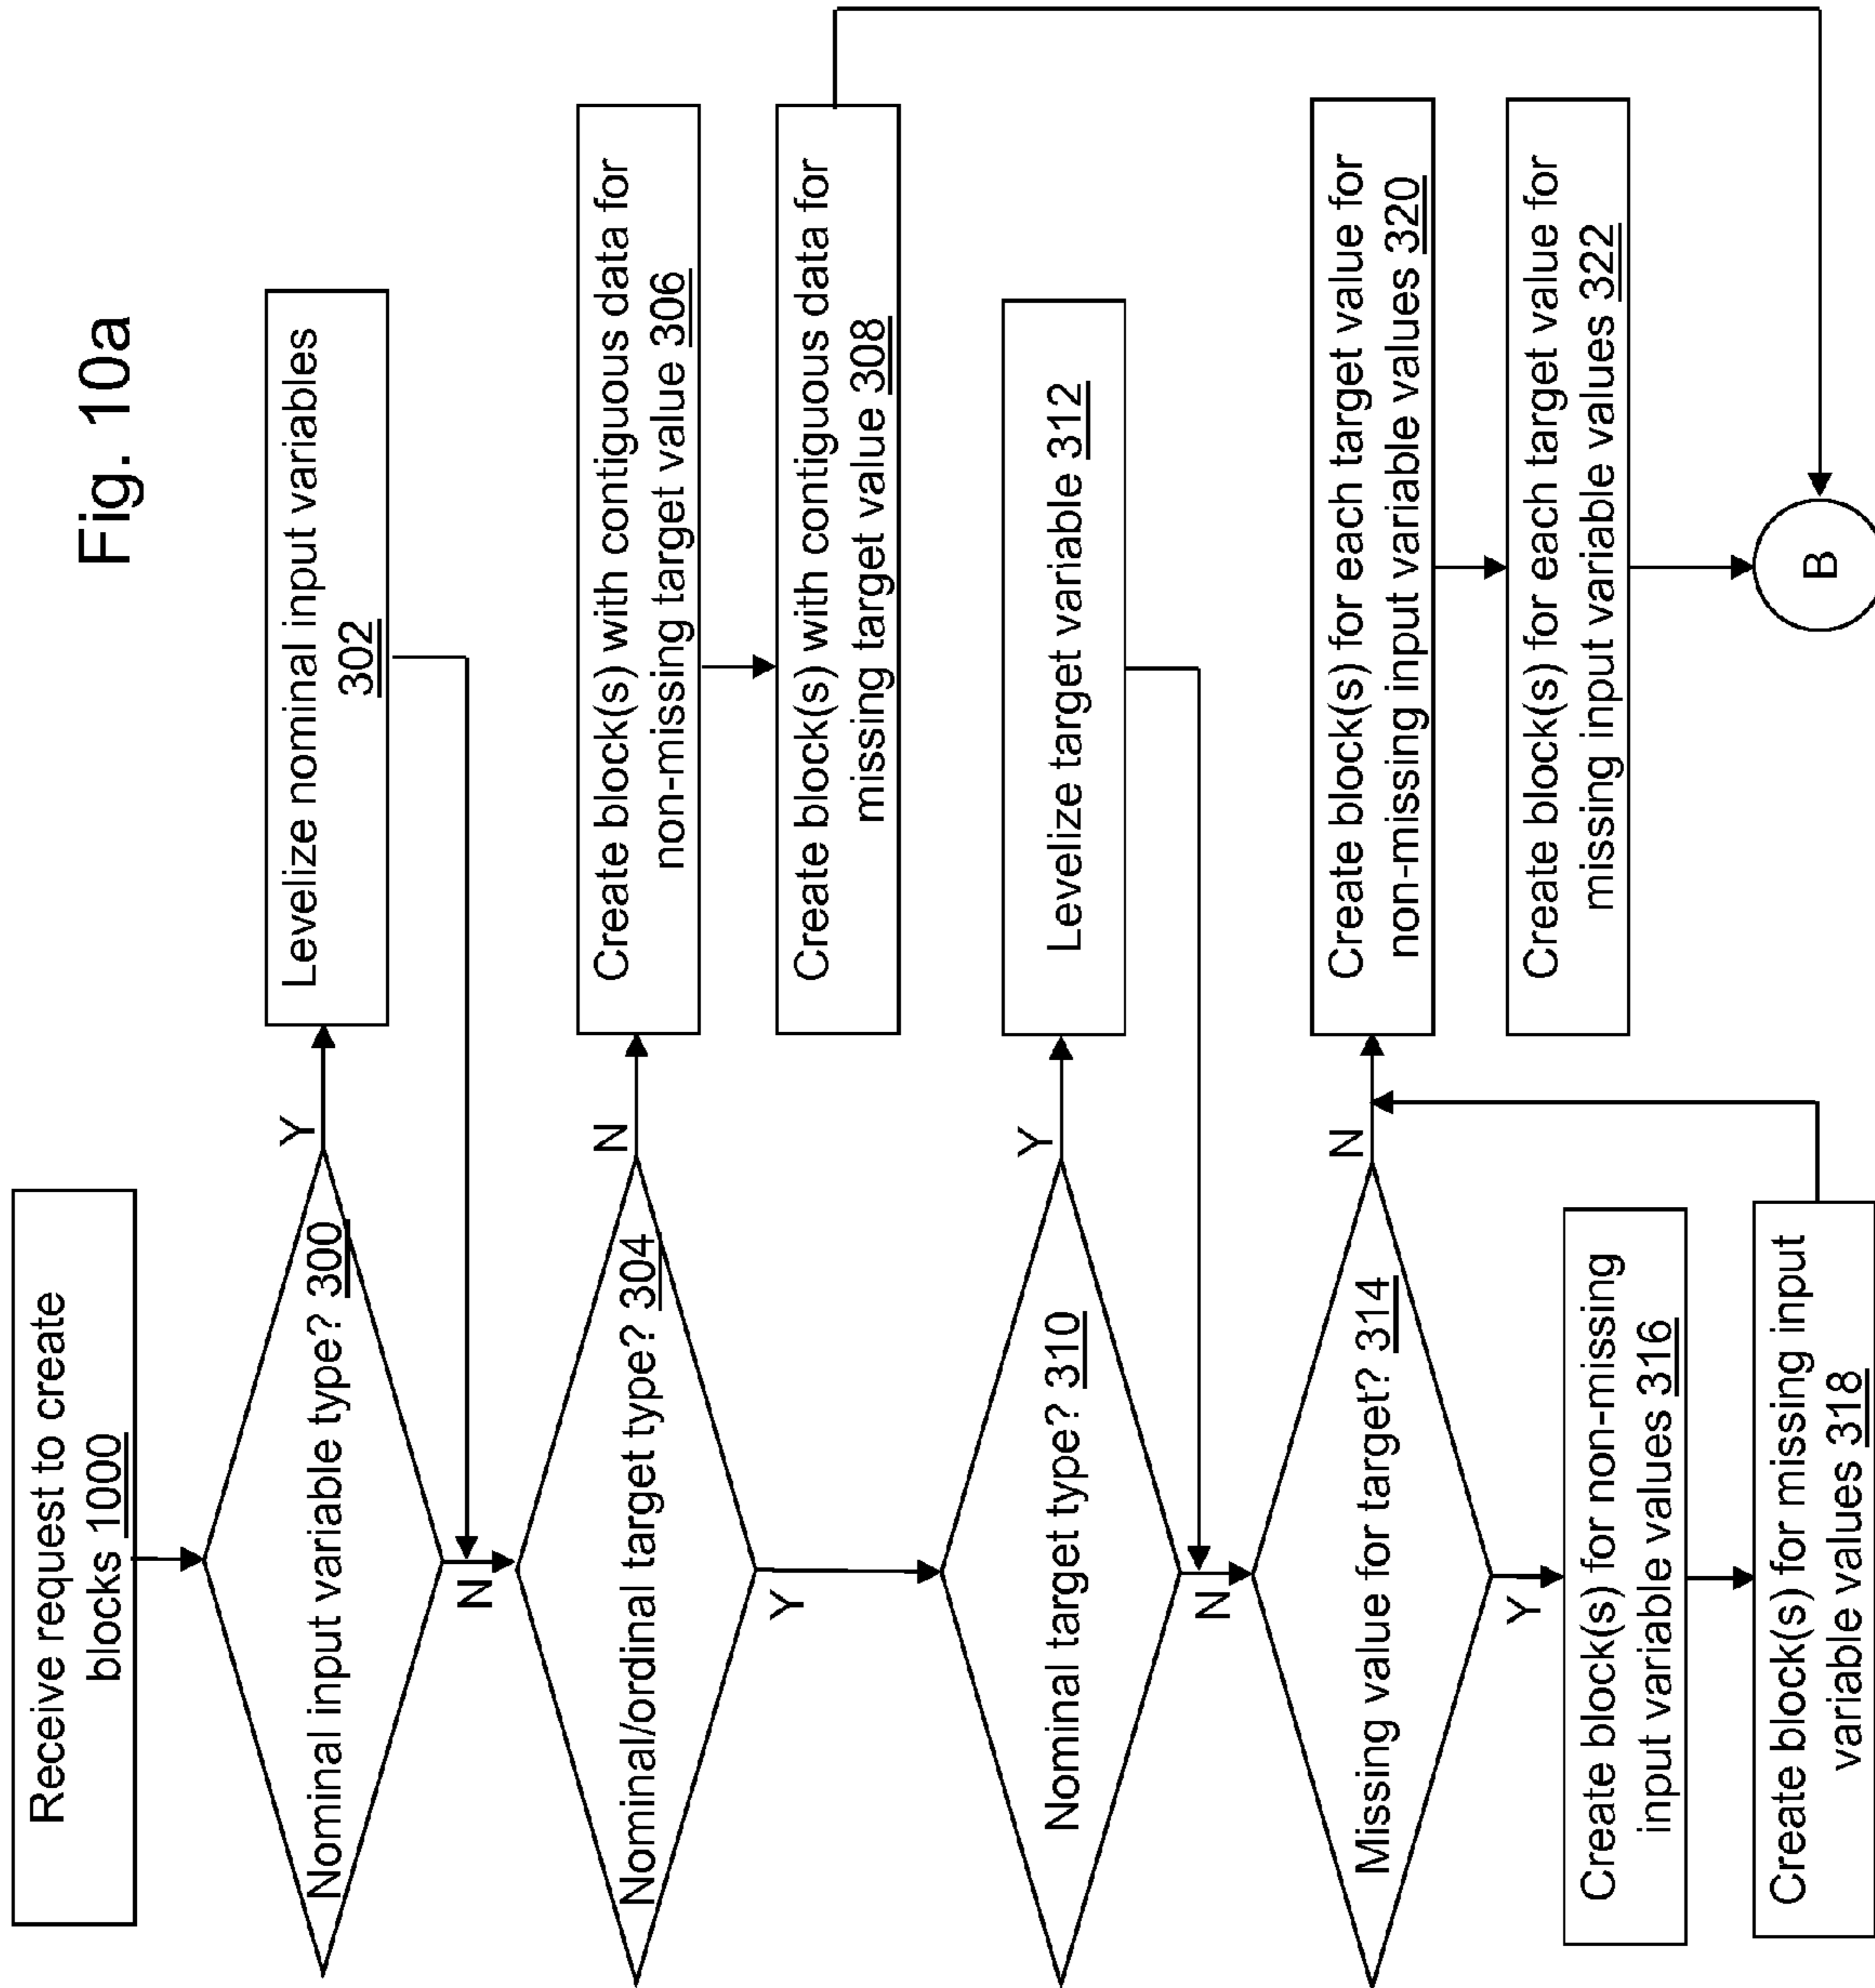 Fig. 10a
Receive request to create
blocks 1000
Nominal input variable type? 300
Y
Levelize nominal input variables
302
N
Nominal/ordinal target type? 304
N
Create block(s) with contiguous data for
non-missing target value 306
Create block(s) with contiguous data for
missing target value 308
Y
Nominal target type? 310
Y
Levelize target variable 312
N
Missing value for target? 314
N
Create block(s) for each target value for
non-missing input variable values 320
Create block(s) for each target value for
missing input variable values 322
Y
Create block(s) for non-missing
input variable values 316
Create block(s) for missing input
variable values 318
B